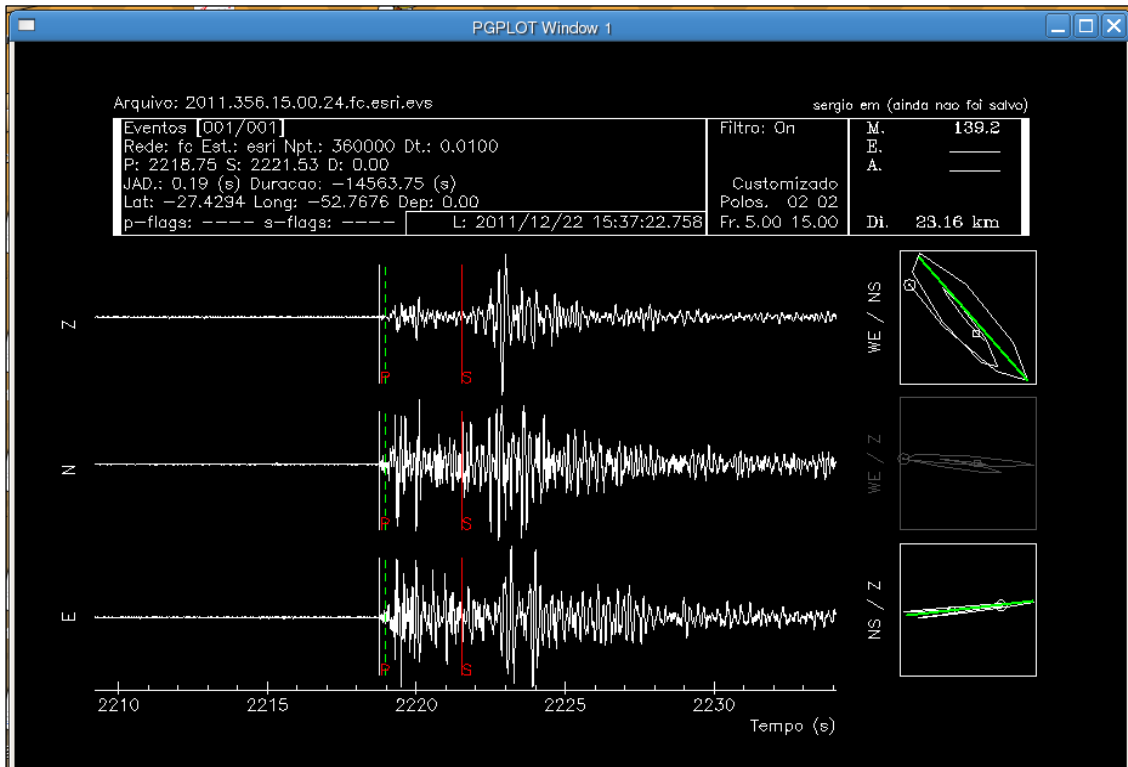 PGPLOT Window 1
Arquivo: 2011.356.15.00.24.fc.esri.evs
sergio em (ainda nao foi salvo)
Eventos [001/001]
Rede: fc Est.: esri Npt.: 360000 Dt.: 0.0100
P: 2218.75 S: 2221.53 D: 0.00
JAD.: 0.19 (s) Duracao: -14563.75 (s)
Lat: -27.4294 Long: -52.7676 Dep: 0.00
p-flags: ---- s-flags: ----
L: 2011/12/22 15:37:22.758
Filtro: On
Customizado
Polos. 02 02
Fr. 5.00 15.00
M. 139.2
E. ____
A. ____
Di. 23.16 km
Z
P
S
WE / NS
N
P
S
WE / Z
E
P
S
NS / Z
2210 2215 2220 2225 2230
Tempo (s)